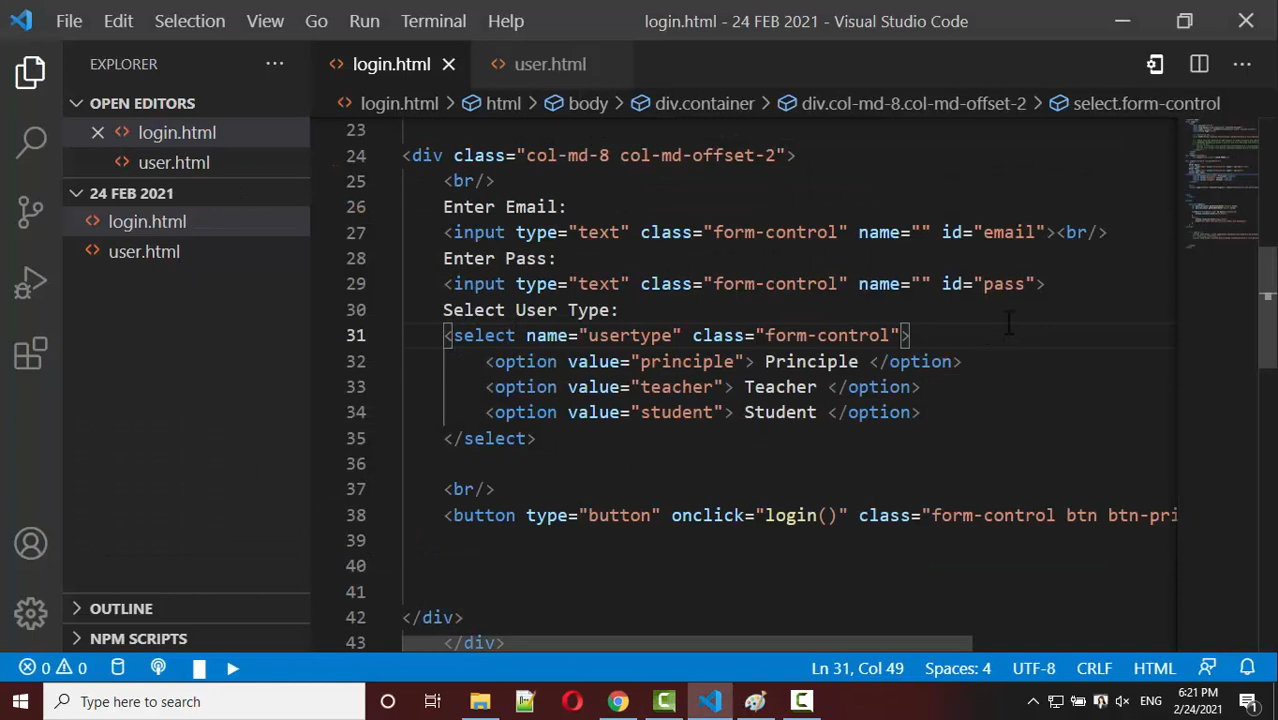 File Edit Selection View Go Run Terminal Help login.html - 24 FEB 2021 - Visual Studio Code
EXPLORER
login.html
user.html
OPEN EDITORS
login.html
user.html
24 FEB 2021
login.html
user.html
OUTLINE
NPM SCRIPTS
login.html > html > body > div.container > div.col-md-8.col-md-offset-2 > select.form-control
23
24 <div class="col-md-8 col-md-offset-2">
25 <br/>
26 Enter Email:
27 <input type="text" class="form-control" name="" id="email"><br/>
28 Enter Pass:
29 <input type="text" class="form-control" name="" id="pass">
30 Select User Type:
31 <select name="usertype" class="form-control">
32 <option value="principle"> Principle </option>
33 <option value="teacher"> Teacher </option>
34 <option value="student"> Student </option>
35 </select>
36
37 <br/>
38 <button type="button" onclick="login()" class="form-control btn btn-pri
39
40
41
42 </div>
43 </div>
0 0 Ln 31, Col 49 Spaces: 4 UTF-8 CRLF HTML
Type here to search ENG 6:21 PM
2/24/2021 1